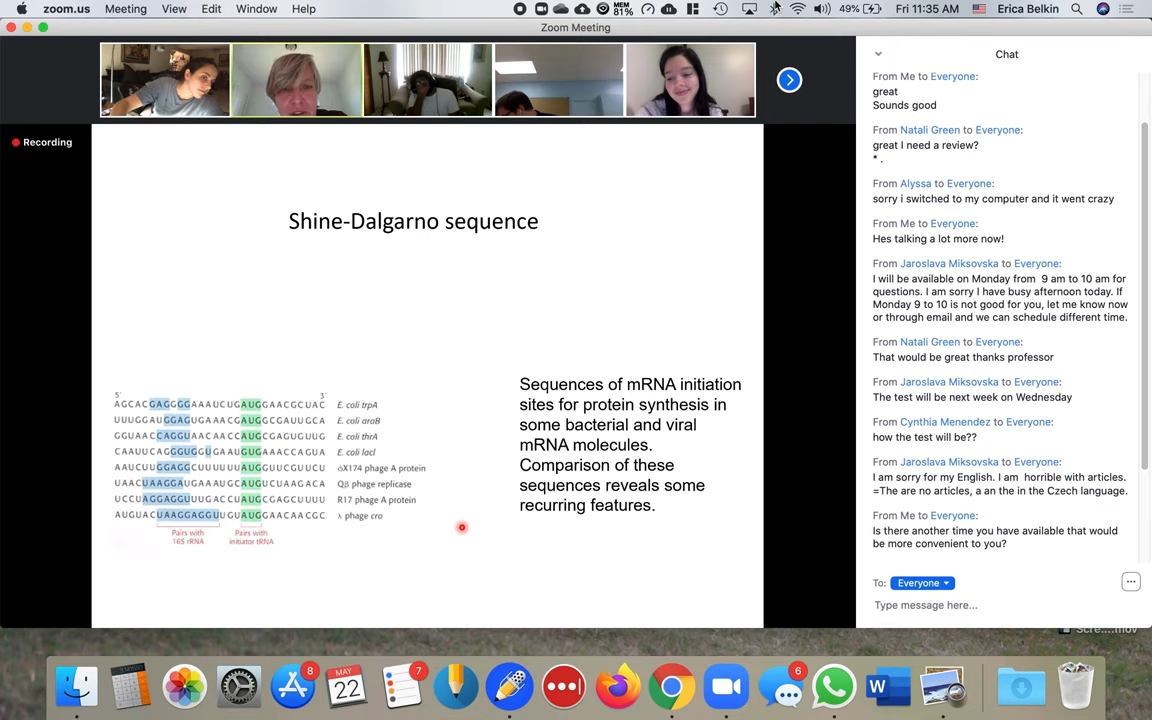 zoom.us Meeting View Edit Window Help MEM 81% 49% Fri 11:35 AM Erica Belkin
Zoom Meeting
Recording
Shine-Dalgarno sequence
5' 3'
AGCACGAGGGGAAAUCUGAUGGAACGCUAC E. coli trpA
UUUGGAUGGAGUGAAACGAUGGCGAUUGCA E. coli araB
GGUAACCAGGUAACAACCAUGCGAGUGUUG E. coli thrA
CAAUUCAGGGUGGUGAAUGUGAAACCAGUA E. coli lacI
AAUCUUGGAGGCUUUUUUAUGGUUCGUUCU ϕX174 phage A protein
UAACUAAGGAUGAAAUGCAUGUCUAAGACA Qβ phage replicase
UCCUAGGAGGUUUGACCUAUGCGAGCUUUU R17 phage A protein
AUGUACUAAGGAGGUUGUAUGGAACAACGC λ phage cro
Pairs with
16S rRNA
Pairs with
initiator tRNA
Sequences of mRNA initiation
sites for protein synthesis in
some bacterial and viral
mRNA molecules.
Comparison of these
sequences reveals some
recurring features.
Chat
From Me to Everyone:
great
Sounds good
From Natali Green to Everyone:
great I need a review?
* .
From Alyssa to Everyone:
sorry i switched to my computer and it went crazy
From Me to Everyone:
Hes talking a lot more now!
From Jaroslava Miksovska to Everyone:
I will be available on Monday from 9 am to 10 am for
questions. I am sorry I have busy afternoon today. If
Monday 9 to 10 is not good for you, let me know now
or through email and we can schedule different time.
From Natali Green to Everyone:
That would be great thanks professor
From Jaroslava Miksovska to Everyone:
The test will be next week on Wednesday
From Cynthia Menendez to Everyone:
how the test will be??
From Jaroslava Miksovska to Everyone:
I am sorry for my English. I am horrible with articles.
=The are no articles, a an the in the Czech language.
From Me to Everyone:
Is there another time you have available that would
be more convenient to you?
To: Everyone
Type message here...
8 MAY 22 7 6 W